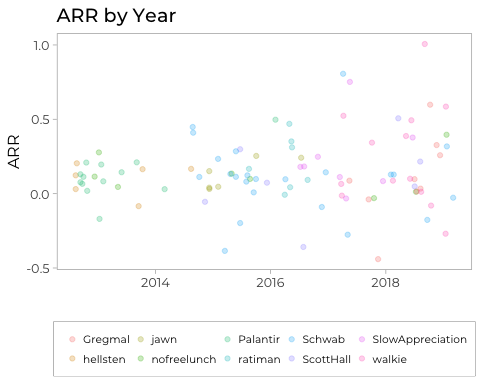 ARR by Year
1.0
0.5
0.0
-0.5
ARR
2014 2016 2018
Gregmal jawn Palantir Schwab SlowAppreciation
hellsten nofreelunch ratiman ScottHall walkie